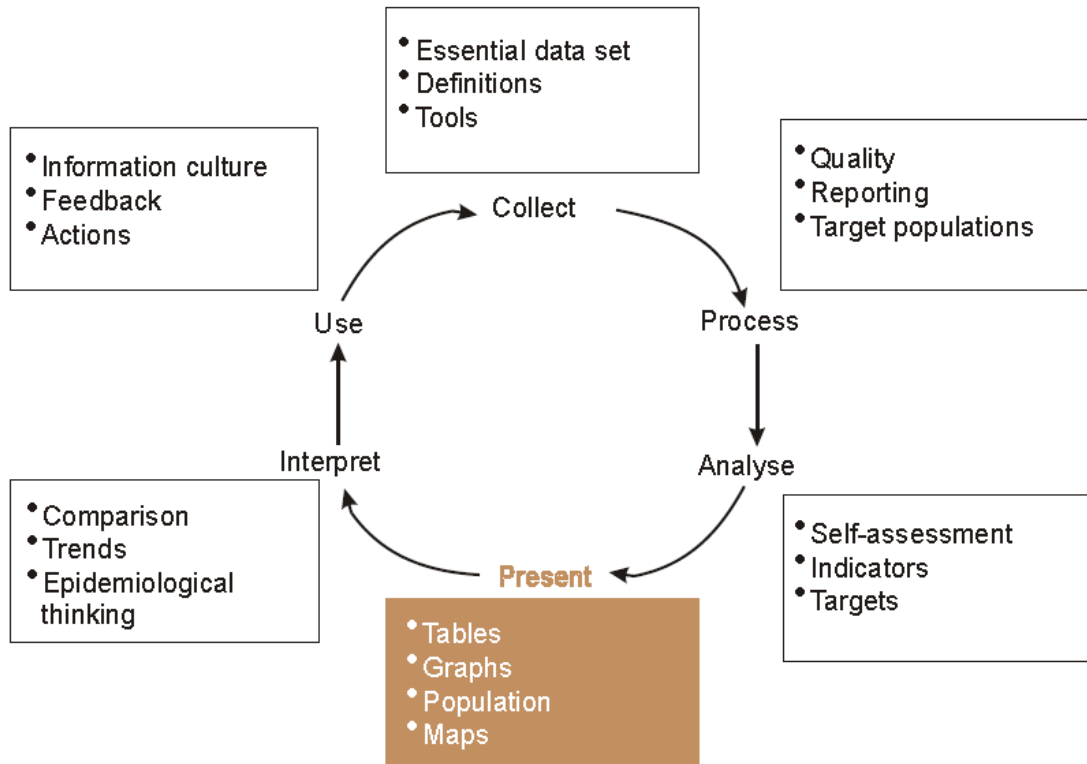 • Essential data set
• Definitions
• Tools
Collect
• Quality
• Reporting
• Target populations
Process
Analyse
• Self-assessment
• Indicators
• Targets
Present
• Tables
• Graphs
• Population
• Maps
Interpret
• Comparison
• Trends
• Epidemiological
thinking
Use
• Information culture
• Feedback
• Actions